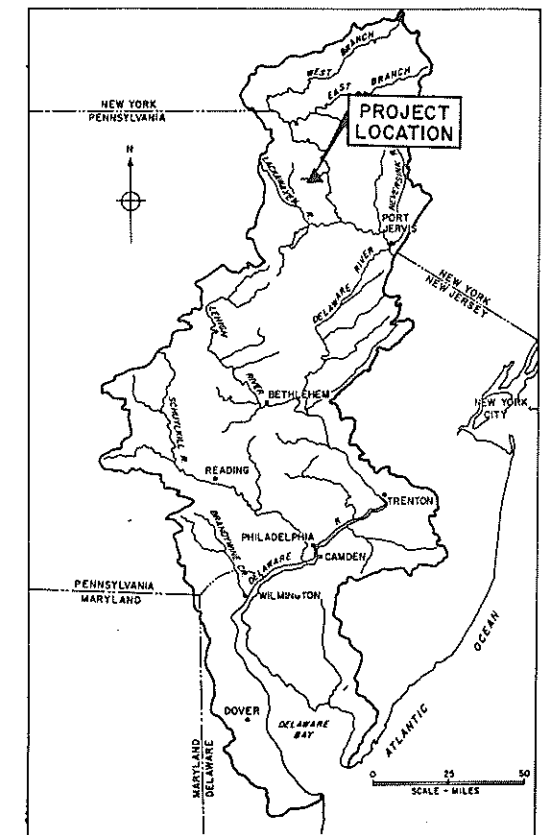 WEST BRANCH
EAST BRANCH
NEW YORK
PENNSYLVANIA
PROJECT
LOCATION
N
LACKAWAXEN R.
NEVERSINK R.
PORT
JERVIS
DELAWARE RIVER
NEW YORK
NEW JERSEY
LEHIGH
RIVER
BETHLEHEM
NEW YORK
CITY
SCHUYLKILL R.
READING
TRENTON
PHILADELPHIA
CAMDEN
BRANDYWINE CR.
DELAWARE R.
PENNSYLVANIA
MARYLAND
WILMINGTON
ATLANTIC OCEAN
DOVER
DELAWARE
BAY
MARYLAND
DELAWARE
0 25 50
SCALE - MILES